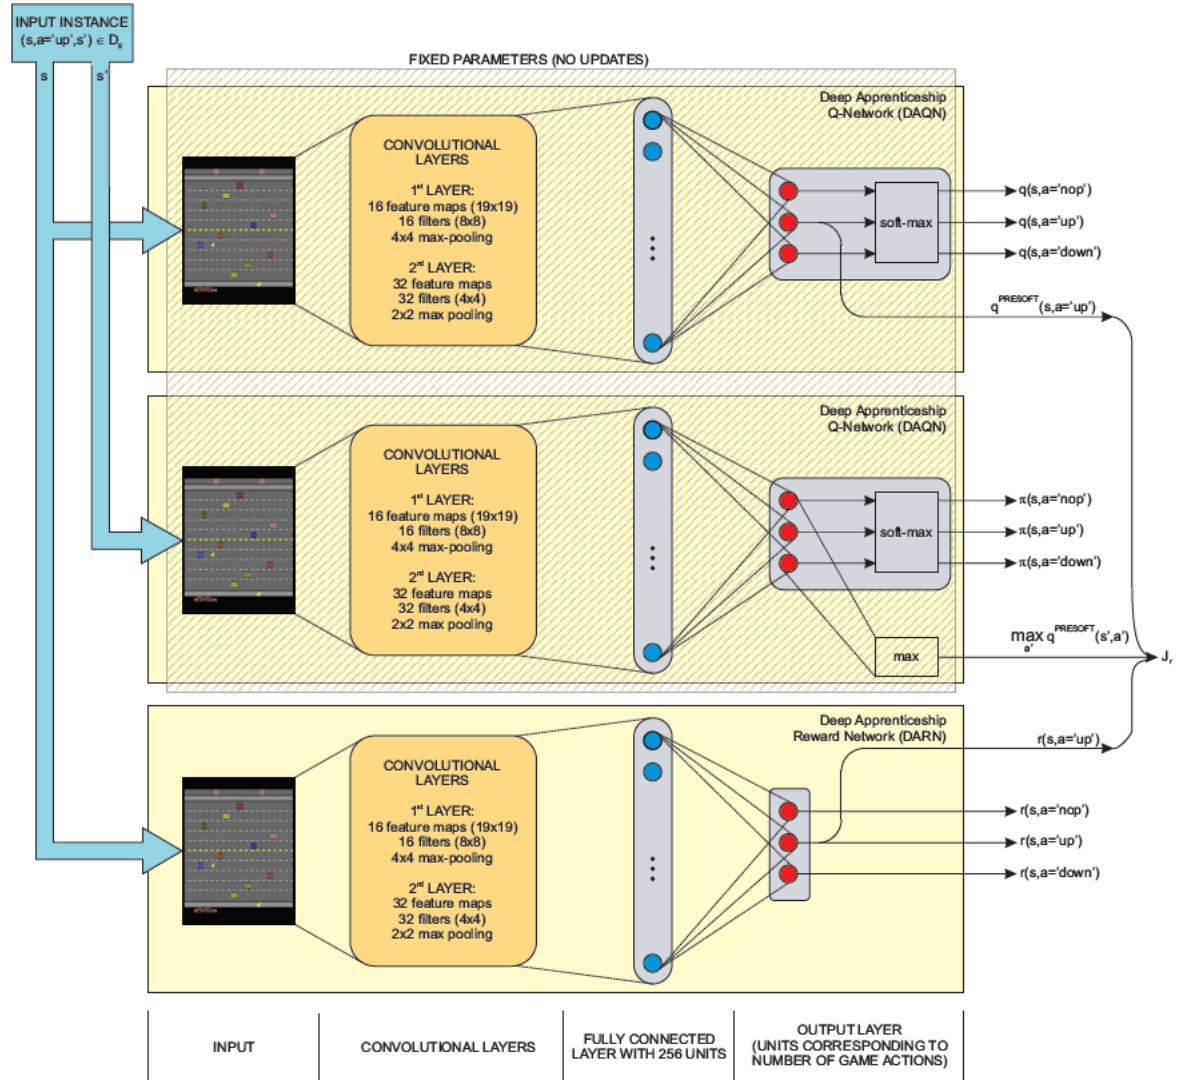 INPUT INSTANCE
(s,a='up',s') ∈ Dg
s
s'
FIXED PARAMETERS (NO UPDATES)
Deep Apprenticeship
Q-Network (DAQN)
CONVOLUTIONAL
LAYERS
1st LAYER:
16 feature maps (19x19)
16 filters (8x8)
4x4 max-pooling
2nd LAYER:
32 feature maps
32 filters (4x4)
2x2 max pooling
soft-max
q(s,a='nop')
q(s,a='up')
q(s,a='down')
qPRESOFT(s,a='up')
Deep Apprenticeship
Q-Network (DAQN)
CONVOLUTIONAL
LAYERS
1st LAYER:
16 feature maps (19x19)
16 filters (8x8)
4x4 max-pooling
2nd LAYER:
32 feature maps
32 filters (4x4)
2x2 max pooling
soft-max
π(s,a='nop')
π(s,a='up')
π(s,a='down')
max
max qPRESOFT(s',a')
a'
Jr
Deep Apprenticeship
Reward Network (DARN)
CONVOLUTIONAL
LAYERS
1st LAYER:
16 feature maps (19x19)
16 filters (8x8)
4x4 max-pooling
2nd LAYER:
32 feature maps
32 filters (4x4)
2x2 max pooling
r(s,a='up')
r(s,a='nop')
r(s,a='up')
r(s,a='down')
INPUT
CONVOLUTIONAL LAYERS
FULLY CONNECTED
LAYER WITH 256 UNITS
OUTPUT LAYER
(UNITS CORRESPONDING TO
NUMBER OF GAME ACTIONS)